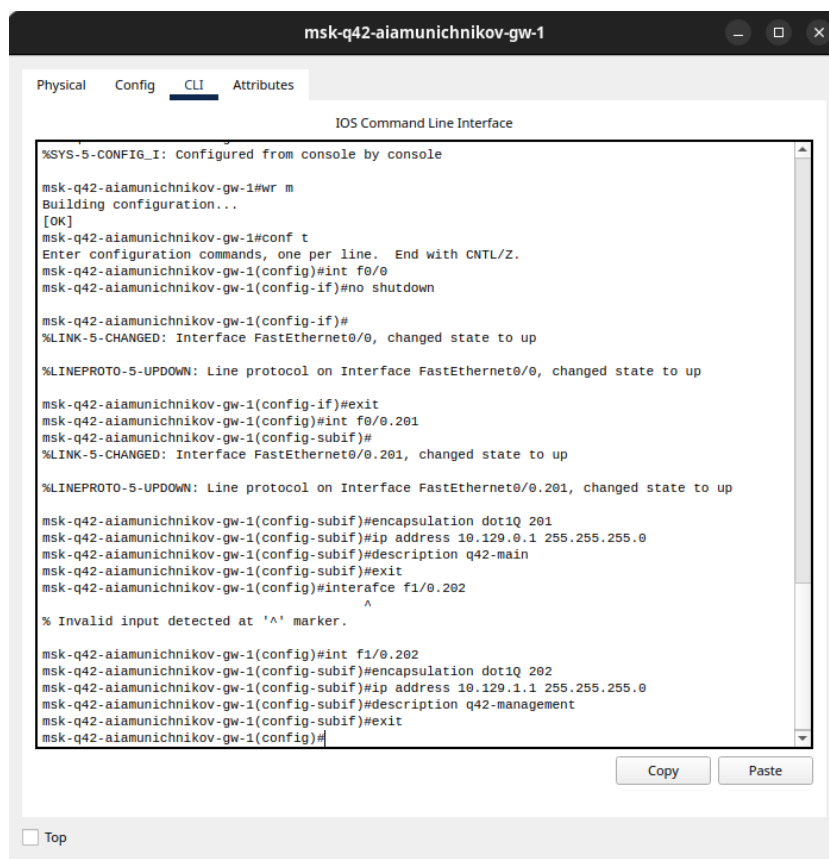 msk-q42-aiamunichnikov-gw-1
Physical Config CLI Attributes
IOS Command Line Interface
%SYS-5-CONFIG_I: Configured from console by console
msk-q42-aiamunichnikov-gw-1#wr m
Building configuration...
[OK]
msk-q42-aiamunichnikov-gw-1#conf t
Enter configuration commands, one per line.  End with CNTL/Z.
msk-q42-aiamunichnikov-gw-1(config)#int f0/0
msk-q42-aiamunichnikov-gw-1(config-if)#no shutdown
msk-q42-aiamunichnikov-gw-1(config-if)#
%LINK-5-CHANGED: Interface FastEthernet0/0, changed state to up
%LINEPROTO-5-UPDOWN: Line protocol on Interface FastEthernet0/0, changed state to up
msk-q42-aiamunichnikov-gw-1(config-if)#exit
msk-q42-aiamunichnikov-gw-1(config)#int f0/0.201
msk-q42-aiamunichnikov-gw-1(config-subif)#
%LINK-5-CHANGED: Interface FastEthernet0/0.201, changed state to up
%LINEPROTO-5-UPDOWN: Line protocol on Interface FastEthernet0/0.201, changed state to up
msk-q42-aiamunichnikov-gw-1(config-subif)#encapsulation dot1Q 201
msk-q42-aiamunichnikov-gw-1(config-subif)#ip address 10.129.0.1 255.255.255.0
msk-q42-aiamunichnikov-gw-1(config-subif)#description q42-main
msk-q42-aiamunichnikov-gw-1(config-subif)#exit
msk-q42-aiamunichnikov-gw-1(config)#interafce f1/0.202
^
% Invalid input detected at '^' marker.
msk-q42-aiamunichnikov-gw-1(config)#int f1/0.202
msk-q42-aiamunichnikov-gw-1(config-subif)#encapsulation dot1Q 202
msk-q42-aiamunichnikov-gw-1(config-subif)#ip address 10.129.1.1 255.255.255.0
msk-q42-aiamunichnikov-gw-1(config-subif)#description q42-management
msk-q42-aiamunichnikov-gw-1(config-subif)#exit
msk-q42-aiamunichnikov-gw-1(config)#
Copy Paste
Top